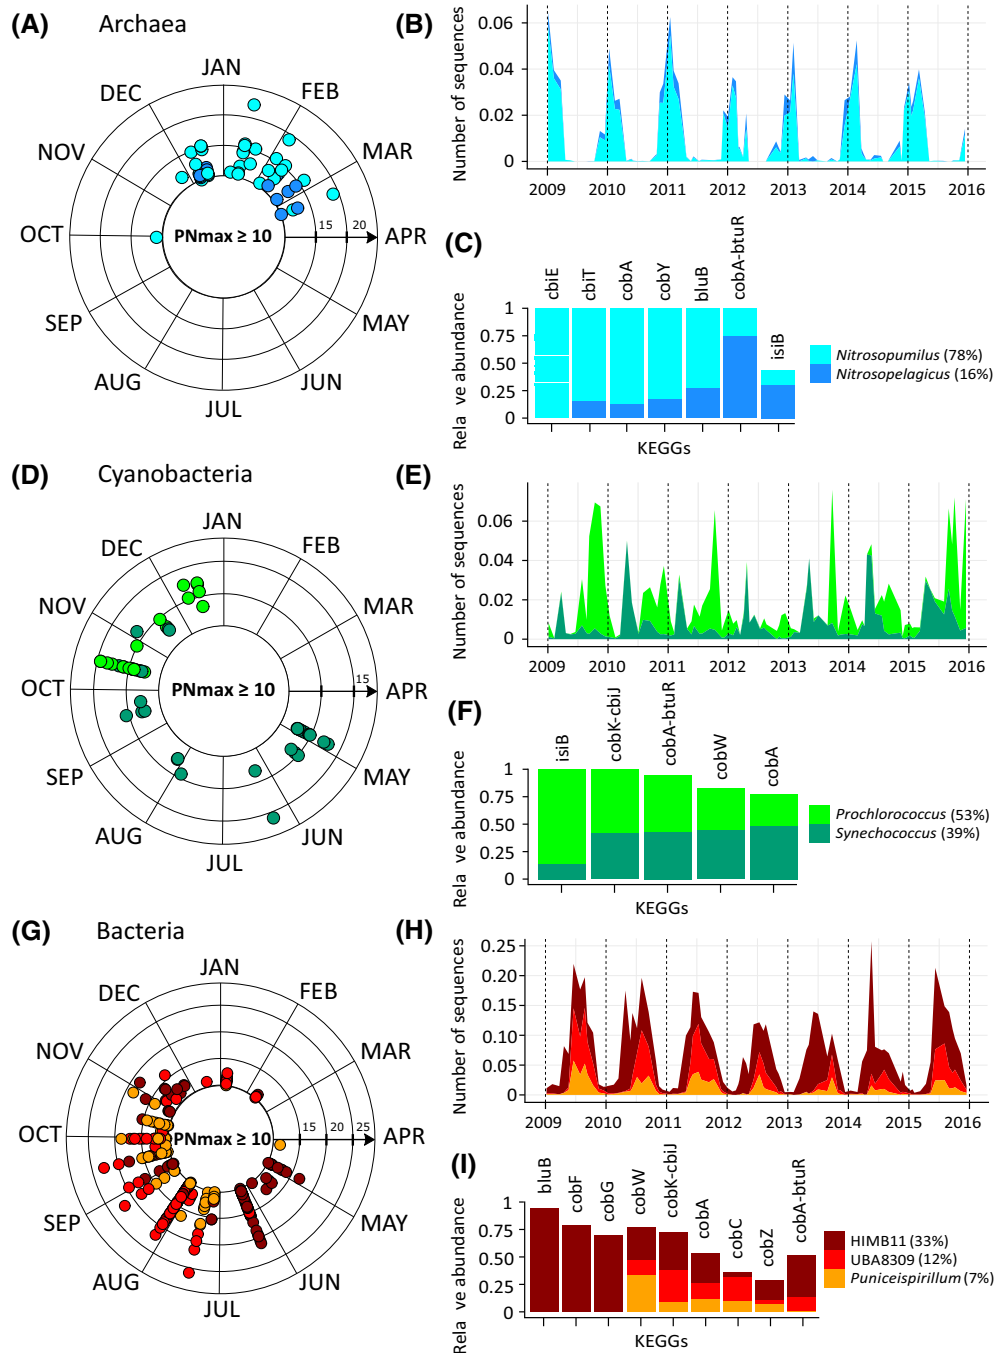 (A) Archaea
JAN
FEB
MAR
APR
MAY
JUN
JUL
AUG
SEP
OCT
NOV
DEC
PNmax ≥ 10
15 20
(B)
Number of sequences
0.06
0.04
0.02
0
2009 2010 2011 2012 2013 2014 2015 2016
(C)
Rela ve abundance
1
0.75
0.50
0.25
0
cbiE cbiT cobA cobY bluB cobA-btuR isiB
KEGGs
Nitrosopumilus (78%)
Nitrosopelagicus (16%)
(D) Cyanobacteria
JAN
FEB
MAR
APR
MAY
JUN
JUL
AUG
SEP
OCT
NOV
DEC
PNmax ≥ 10
15
(E)
Number of sequences
0.06
0.04
0.02
0
2009 2010 2011 2012 2013 2014 2015 2016
(F)
Rela ve abundance
1
0.75
0.50
0.25
0
isiB cobK-cbiJ cobA-btuR cobW cobA
KEGGs
Prochlorococcus (53%)
Synechococcus (39%)
(G) Bacteria
JAN
FEB
MAR
APR
MAY
JUN
JUL
AUG
SEP
OCT
NOV
DEC
PNmax ≥ 10
15 20 25
(H)
Number of sequences
0.25
0.20
0.15
0.10
0.05
0
2009 2010 2011 2012 2013 2014 2015 2016
(I)
Rela ve abundance
1
0.75
0.50
0.25
0
bluB cobF cobG cobW cobK-cbiJ cobA cobC cobZ cobA-btuR
KEGGs
HIMB11 (33%)
UBA8309 (12%)
Puniceispirillum (7%)